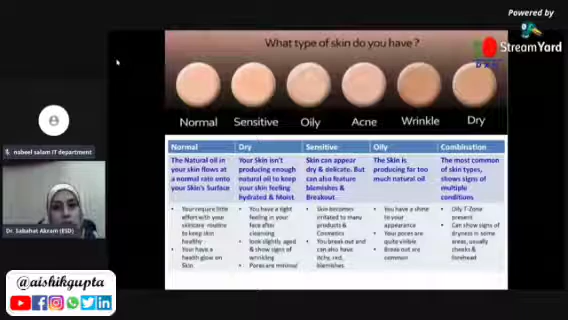 Powered by
StreamYard
What type of skin do you have ?
DXN
Normal Sensitive Oily Acne Wrinkle Dry
Normal
The Natural oil in
your skin flows at
a normal rate onto
your Skin's Surface
• Your require little
effort with your
skincare routine
to keep skin
healthy
• Your have a
health glow on
Skin
Dry
Your Skin isn't
producing enough
natural oil to keep
your skin feeling
hydrated & Moist
• You have a tight
feeling in your
face after
cleansing
• look slightly aged
& show signs of
wrinkling
• Pores are minimal
Sensitive
Skin can appear
dry & delicate. But
can also feature
blemishes &
Breakout
• Skin becomes
irritated to many
products &
Cosmetics
• You break out and
can also have
itchy, red,
blemishes
Oily
The Skin is
producing far too
much natural oil
• You have a shine to
your
appearance
• Your pores are
quite visible
• Break out are
common
Combination
The most common
of skin types,
shows signs of
multiple
conditions
• Oily T-Zone
present
• Can show signs of
dryness in some
areas, usually
cheeks &
forehead
nabeel salam IT department
Dr. Sabahat Akram (ESD)
@aishikgupta